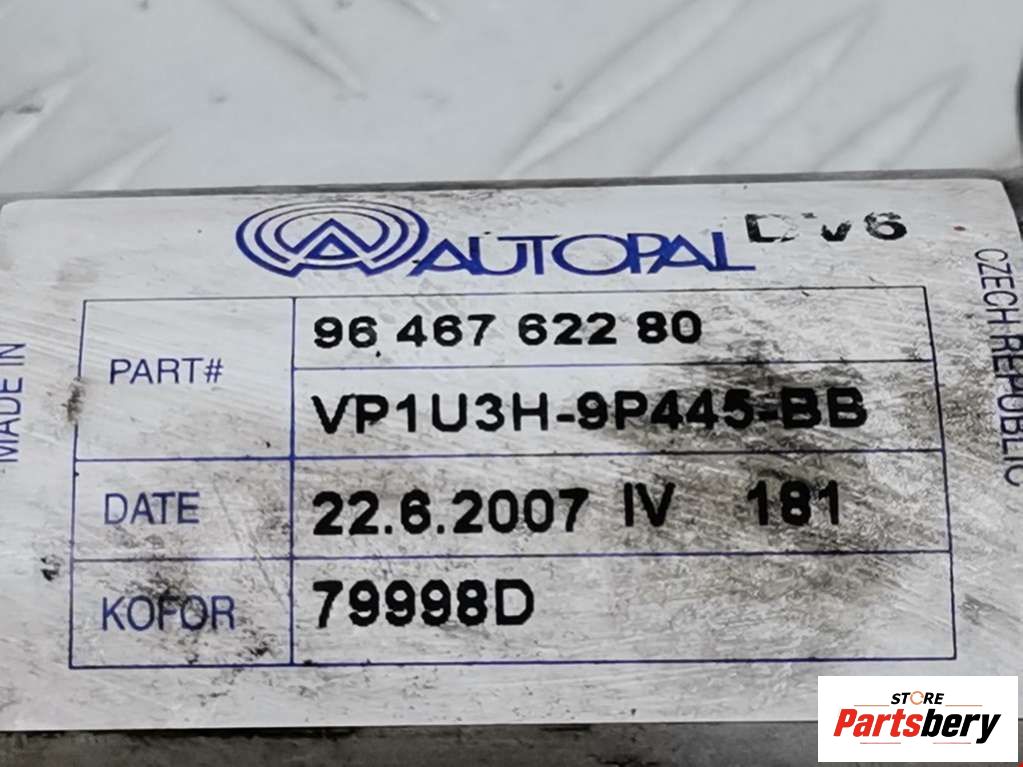 AUTOPAL DV6
MADE IN
CZECH REPUBLIC
PART# 96 467 622 80
VP1U3H-9P445-BB
DATE 22.6.2007 IV 181
KOFOR 79998D
STORE
Partsbery